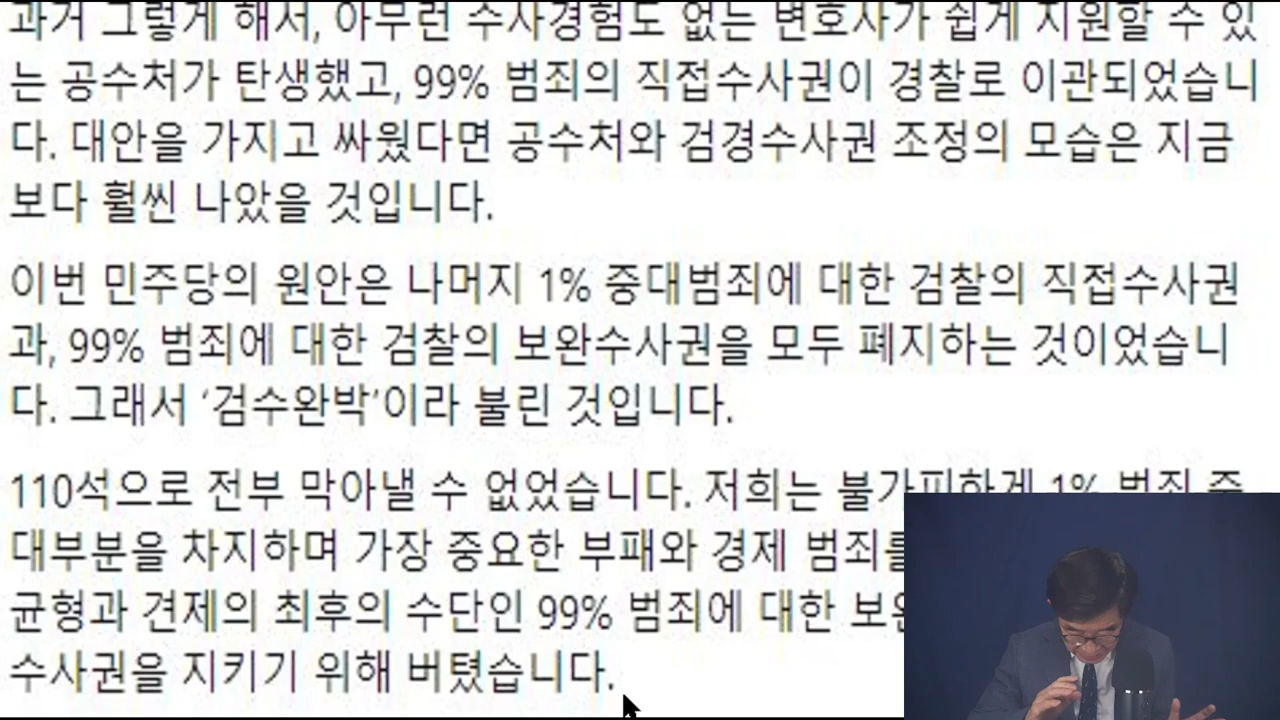 과거 그렇게 해서, 아무런 수사경험도 없는 변호사가 쉽게 지원할 수 있
는 공수처가 탄생했고, 99% 범죄의 직접수사권이 경찰로 이관되었습니
다. 대안을 가지고 싸웠다면 공수처와 검경수사권 조정의 모습은 지금
보다 훨씬 나았을 것입니다.
이번 민주당의 원안은 나머지 1% 중대범죄에 대한 검찰의 직접수사권
과, 99% 범죄에 대한 검찰의 보완수사권을 모두 폐지하는 것이었습니
다. 그래서 ‘검수완박’이라 불린 것입니다.
110석으로 전부 막아낼 수 없었습니다. 저희는 불가피하게 1% 범죄 중
대부분을 차지하며 가장 중요한 부패와 경제 범죄를
균형과 견제의 최후의 수단인 99% 범죄에 대한 보완
수사권을 지키기 위해 버텼습니다.